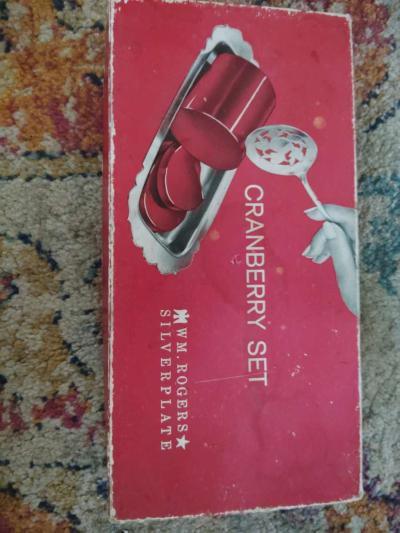 CRANBERRY SET
WM. ROGERS★
SILVERPLATE